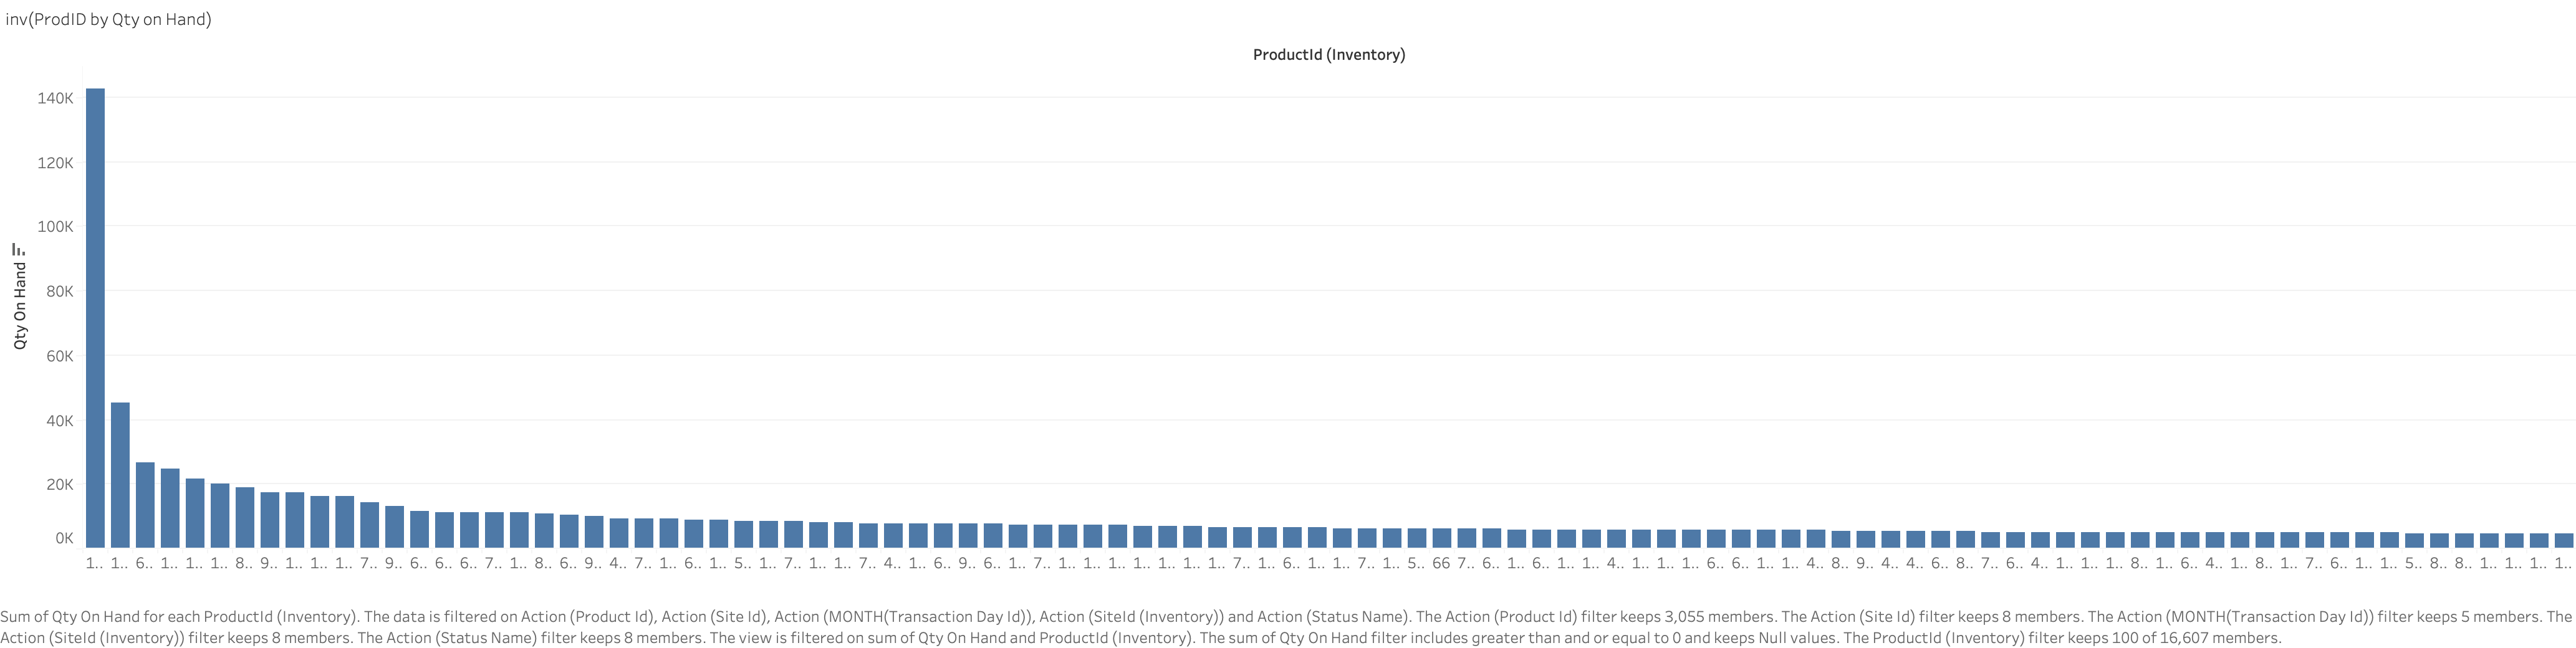 inv(ProdID by Qty on Hand)
ProductId (Inventory)
140K
120K
100K
80K
60K
40K
20K
0K
Qty On Hand
1.. 1.. 6.. 1.. 1.. 1.. 8.. 9.. 1.. 1.. 1.. 7.. 9.. 6.. 6.. 6.. 7.. 1.. 8.. 6.. 9.. 4.. 7.. 1.. 6.. 1.. 5.. 1.. 7.. 1.. 1.. 7.. 4.. 1.. 6.. 9.. 6.. 1.. 7.. 1.. 1.. 1.. 1.. 1.. 1.. 1.. 7.. 1.. 6.. 1.. 1.. 7.. 1.. 5.. 66 7.. 6.. 1.. 6.. 1.. 1.. 4.. 1.. 1.. 1.. 6.. 6.. 1.. 1.. 4.. 8.. 9.. 4.. 4.. 6.. 8.. 7.. 6.. 4.. 1.. 1.. 1.. 8.. 1.. 6.. 4.. 1.. 8.. 1.. 7.. 6.. 1.. 1.. 5.. 8.. 8.. 1.. 1.. 1.. 1..
Sum of Qty On Hand for each ProductId (Inventory). The data is filtered on Action (Product Id), Action (Site Id), Action (MONTH(Transaction Day Id)), Action (SiteId (Inventory)) and Action (Status Name). The Action (Product Id) filter keeps 3,055 members. The Action (Site Id) filter keeps 8 members. The Action (MONTH(Transaction Day Id)) filter keeps 5 members. The
Action (SiteId (Inventory)) filter keeps 8 members. The Action (Status Name) filter keeps 8 members. The view is filtered on sum of Qty On Hand and ProductId (Inventory). The sum of Qty On Hand filter includes greater than and or equal to 0 and keeps Null values. The ProductId (Inventory) filter keeps 100 of 16,607 members.